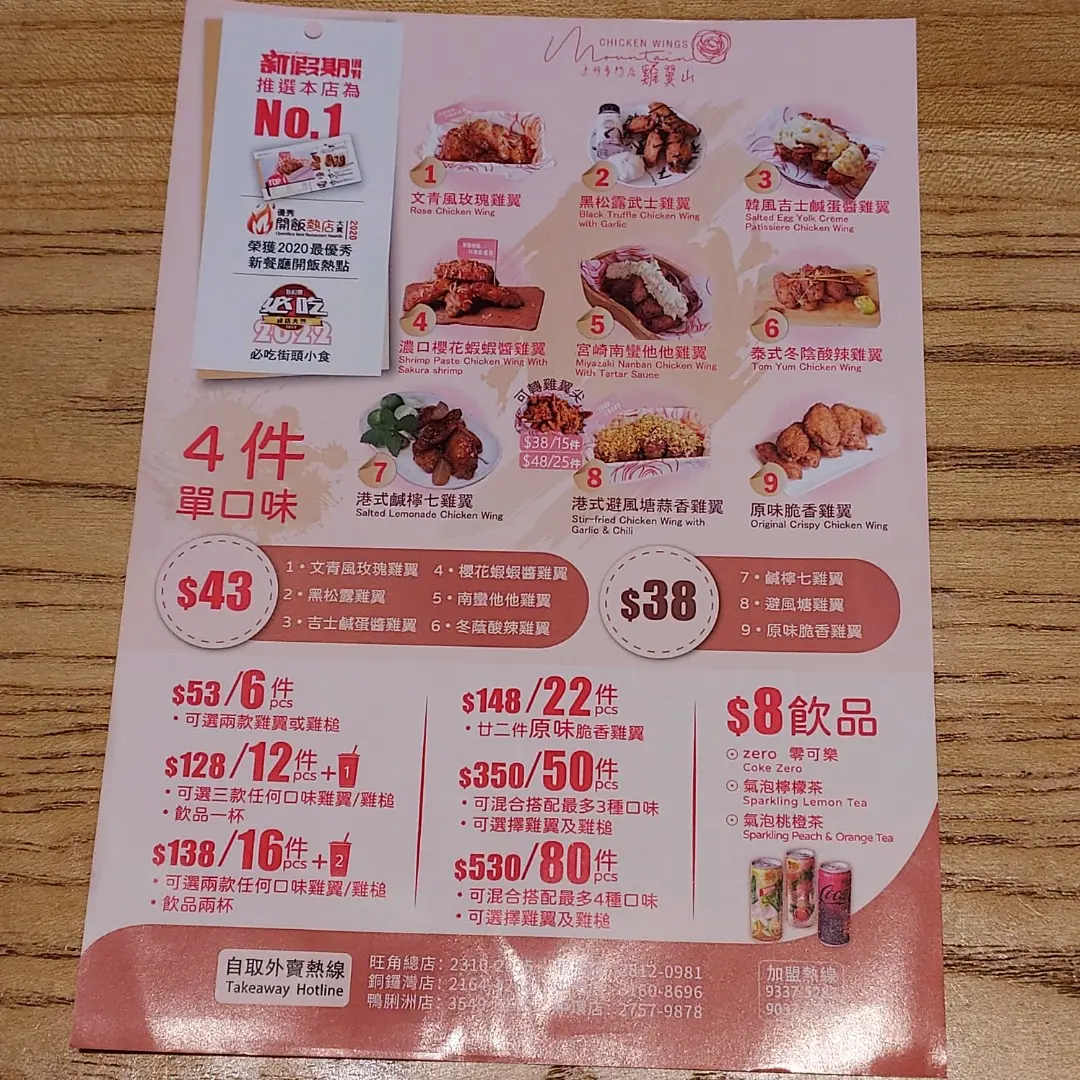 新假期周刊
推選本店為
No.1
TOP 1
優秀
開飯熱店大賞
2020
OpenRice Best Restaurant Awards
榮獲2020最優秀
新餐廳開飯熱點
必吃
2022
必吃街頭小食
CHICKEN WINGS
Mountain
雞翼山
1
文青風玫瑰雞翼
Rose Chicken Wing
2
黑松露武士雞翼
Black Truffle Chicken Wing
with Garlic
3
韓風吉士鹹蛋醬雞翼
Salted Egg Yolk Crème
Patissiere Chicken Wing
4
濃口櫻花蝦蝦醬雞翼
Shrimp Paste Chicken Wing With
Sakura shrimp
5
宮崎南蠻他他雞翼
Miyazaki Nanban Chicken Wing
With Tartar Sauce
6
泰式冬陰酸辣雞翼
Tom Yum Chicken Wing
4件
單口味
7
港式鹹檸七雞翼
Salted Lemonade Chicken Wing
可轉雞翼尖
$38/15件
$48/25件
8
港式避風塘蒜香雞翼
Stir-fried Chicken Wing with
Garlic & Chili
9
原味脆香雞翼
Original Crispy Chicken Wing
$43
1・文青風玫瑰雞翼
2・黑松露雞翼
3・吉士鹹蛋醬雞翼
4・櫻花蝦蝦醬雞翼
5・南蠻他他雞翼
6・冬蔭酸辣雞翼
$38
7・鹹檸七雞翼
8・避風塘雞翼
9・原味脆香雞翼
$53/6件 pcs
・可選兩款雞翼或雞槌
$128/12件 pcs+1
・可選三款任何口味雞翼/雞槌
・飲品一杯
$138/16件 pcs+2
・可選兩款任何口味雞翼/雞槌
・飲品兩杯
$148/22件 pcs
・廿二件原味脆香雞翼
$350/50件 pcs
・可混合搭配最多3種口味
・可選擇雞翼及雞槌
$530/80件 pcs
・可混合搭配最多4種口味
・可選擇雞翼及雞槌
$8飲品
⊙ zero 零可樂
Coke Zero
⊙ 氣泡檸檬茶
Sparkling Lemon Tea
⊙ 氣泡桃橙茶
Sparkling Peach & Orange Tea
自取外賣熱線
Takeaway Hotline
旺角總店:
銅鑼灣店:
鴨脷洲店:
2812-0981
店: 2757-9878
加盟熱線